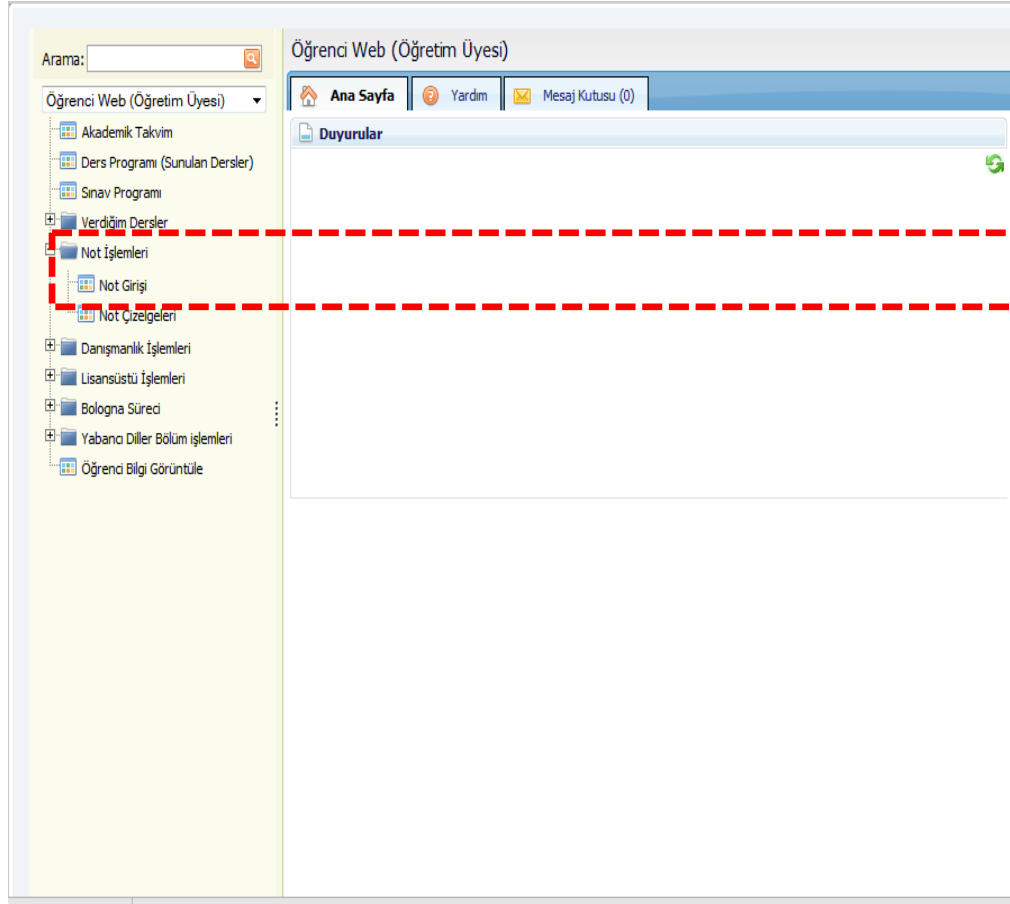 Arama:
Öğrenci Web (Öğretim Üyesi)
Akademik Takvim
Ders Programı (Sunulan Dersler)
Sınav Programı
Verdiğim Dersler
Not İşlemleri
Not Girişi
Not Çizelgeleri
Danışmanlık İşlemleri
Lisansüstü İşlemleri
Bologna Süreci
Yabancı Diller Bölüm işlemleri
Öğrenci Bilgi Görüntüle
Öğrenci Web (Öğretim Üyesi)
Ana Sayfa Yardım Mesaj Kutusu (0)
Duyurular